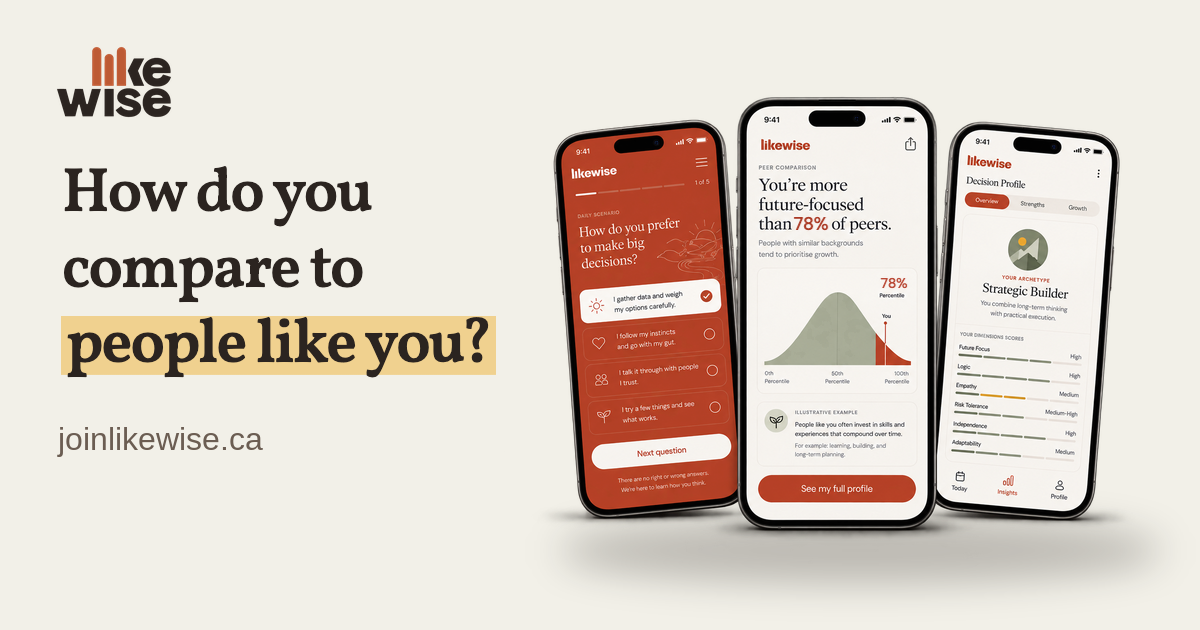 like
wise
How do you
compare to
people like you?
joinlikewise.ca
9:41
likewise
1 of 5
DAILY SCENARIO
How do you prefer
to make big
decisions?
I gather data and weigh
my options carefully.
I follow my instincts
and go with my gut.
I talk it through with people
I trust.
I try a few things and see
what works.
Next question
There are no right or wrong answers.
We're here to learn how you think.
9:41
likewise
PEER COMPARISON
You're more
future-focused
than 78% of peers.
People with similar backgrounds
tend to prioritise growth.
78%
Percentile
You
0th
Percentile
50th
Percentile
100th
Percentile
ILLUSTRATIVE EXAMPLE
People like you often invest in skills and
experiences that compound over time.
For example: learning, building, and
long-term planning.
See my full profile
9:41
likewise
Decision Profile
Overview
Strengths
Growth
YOUR ARCHETYPE
Strategic Builder
You combine long-term thinking
with practical execution.
YOUR DIMENSIONS SCORES
Future Focus
High
Logic
High
Empathy
Medium
Risk Tolerance
Medium-High
Independence
High
Adaptability
Medium
Today
Insights
Profile